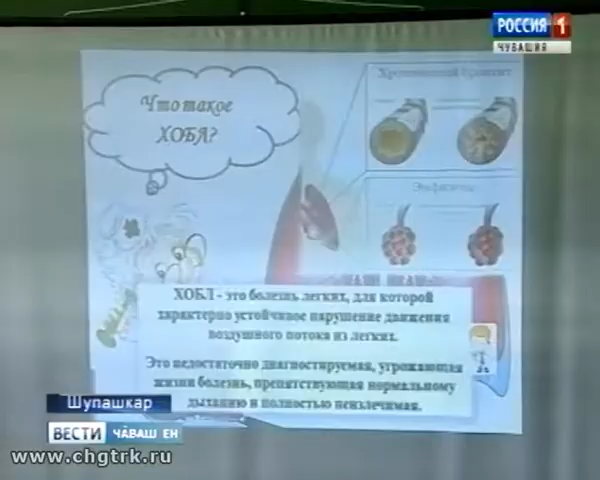 РОССИЯ 1
ЧУВАШИЯ
Что такое
ХОБЛ?
Хронический бронхит
Эмфизема
ХОБЛ - это болезнь легких, для которой
характерно устойчивое нарушение движения
воздушного потока из легких.
Это недостаточно диагностируемая, угрожающая
жизни болезнь, препятствующая нормальному
дыханию и полностью неизлечимая.
Шупашкар
ВЕСТИ ЧӐВАШ ЕН
www.chgtrk.ru